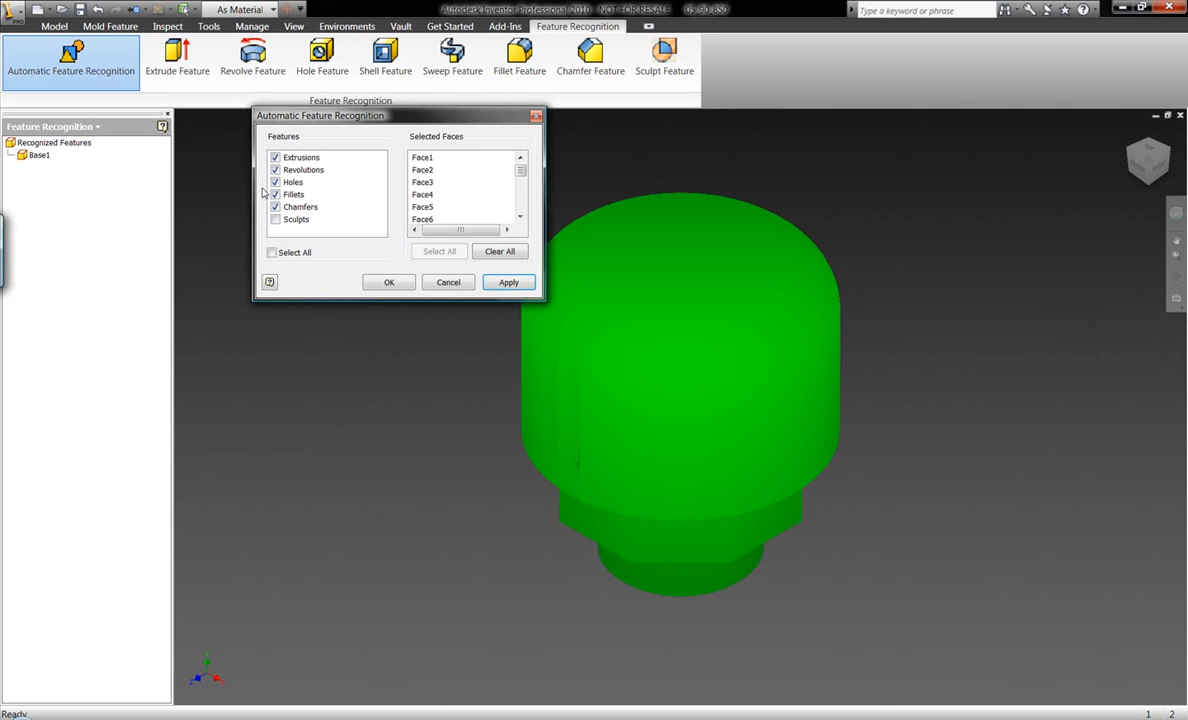 As Material
Autodesk Inventor Professional 2010 - NOT FOR RESALE 05_90_850
Type a keyword or phrase
PRO
Model Mold Feature Inspect Tools Manage View Environments Vault Get Started Add-Ins Feature Recognition
Automatic Feature Recognition Extrude Feature Revolve Feature Hole Feature Shell Feature Sweep Feature Fillet Feature Chamfer Feature Sculpt Feature
Feature Recognition
Feature Recognition
Recognized Features
Base1
Automatic Feature Recognition
Features
Selected Faces
Extrusions
Revolutions
Holes
Fillets
Chamfers
Sculpts
Face1
Face2
Face3
Face4
Face5
Face6
Select All
Select All
Clear All
OK
Cancel
Apply
Y
Z
Ready
1 2